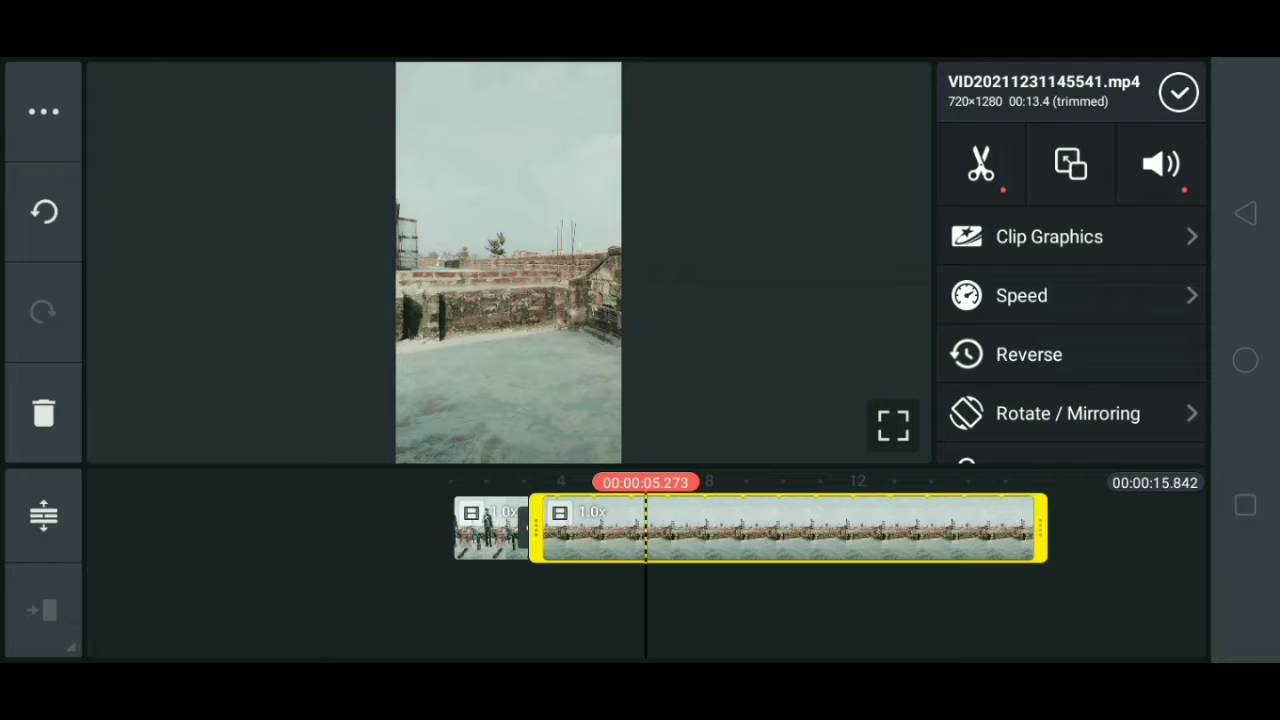 VID20211231145541.mp4
720×1280 00:13.4 (trimmed)
Clip Graphics
Speed
Reverse
Rotate / Mirroring
4
00:00:05.273
8
12
00:00:15.842
1.0x
1.0x